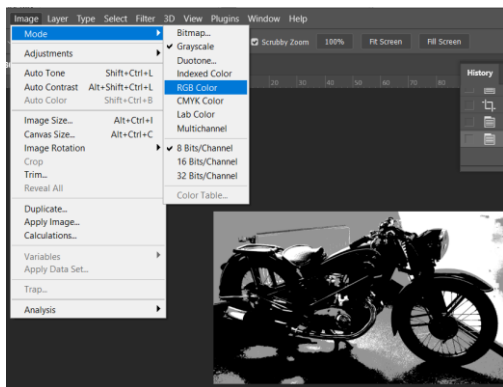 Image Layer Type Select Filter 3D View Plugins Window Help
Mode
Adjustments
Auto Tone Shift+Ctrl+L
Auto Contrast Alt+Shift+Ctrl+L
Auto Color Shift+Ctrl+B
Image Size... Alt+Ctrl+I
Canvas Size... Alt+Ctrl+C
Image Rotation
Crop
Trim...
Reveal All
Duplicate...
Apply Image...
Calculations...
Variables
Apply Data Set...
Trap...
Analysis
Bitmap...
Grayscale
Duotone...
Indexed Color
RGB Color
CMYK Color
Lab Color
Multichannel
8 Bits/Channel
16 Bits/Channel
32 Bits/Channel
Color Table...
Scrubby Zoom 100% Fit Screen Fill Screen
20 30 40 50 60 70 80
History